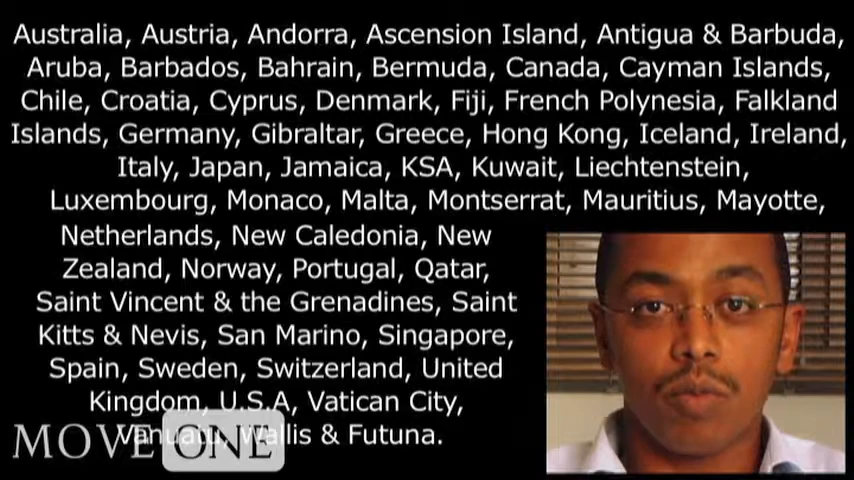 Australia, Austria, Andorra, Ascension Island, Antigua & Barbuda,
Aruba, Barbados, Bahrain, Bermuda, Canada, Cayman Islands,
Chile, Croatia, Cyprus, Denmark, Fiji, French Polynesia, Falkland
Islands, Germany, Gibraltar, Greece, Hong Kong, Iceland, Ireland,
Italy, Japan, Jamaica, KSA, Kuwait, Liechtenstein,
Luxembourg, Monaco, Malta, Montserrat, Mauritius, Mayotte,
Netherlands, New Caledonia, New
Zealand, Norway, Portugal, Qatar,
Saint Vincent & the Grenadines, Saint
Kitts & Nevis, San Marino, Singapore,
Spain, Sweden, Switzerland, United
Kingdom, U.S.A, Vatican City,
Vanuatu, Wallis & Futuna.
MOVE ONE